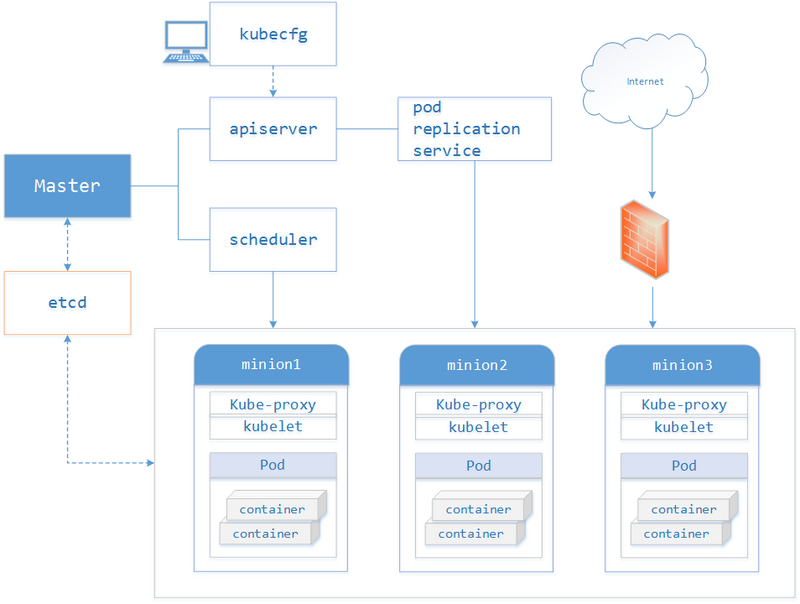 kubecfg
Internet
apiserver
pod
replication
service
Master
scheduler
etcd
minion1
Kube-proxy
kubelet
Pod
container
container
minion2
Kube-proxy
kubelet
Pod
container
container
minion3
Kube-proxy
kubelet
Pod
container
container